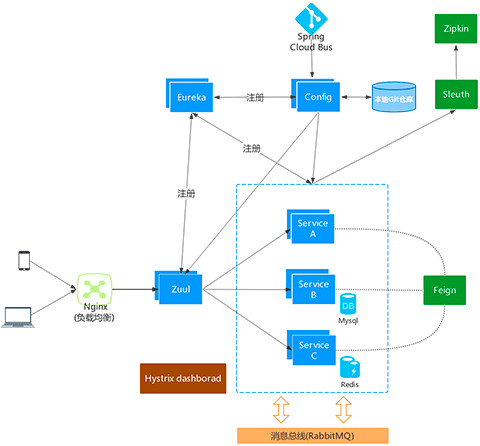 Spring
Cloud Bus
Zipkin
Eureka
注册
Config
本地Git仓库
Sleuth
注册
注册
Service
A
Zuul
Service
B
DB
Mysql
Feign
Nginx
(负载均衡)
Service
C
Redis
Hystrix dashborad
消息总线(RabbitMQ)